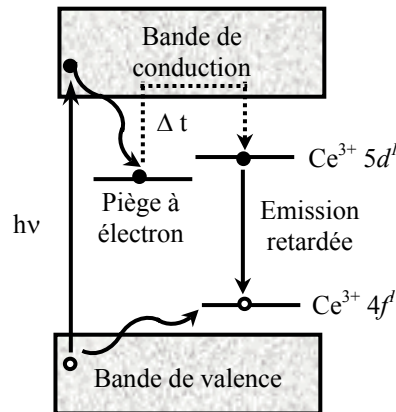 Bande de
conduction
Δ t
Ce³⁺ 5d¹
Piège à
électron
hν
Emission
retardée
Ce³⁺ 4f¹
Bande de valence